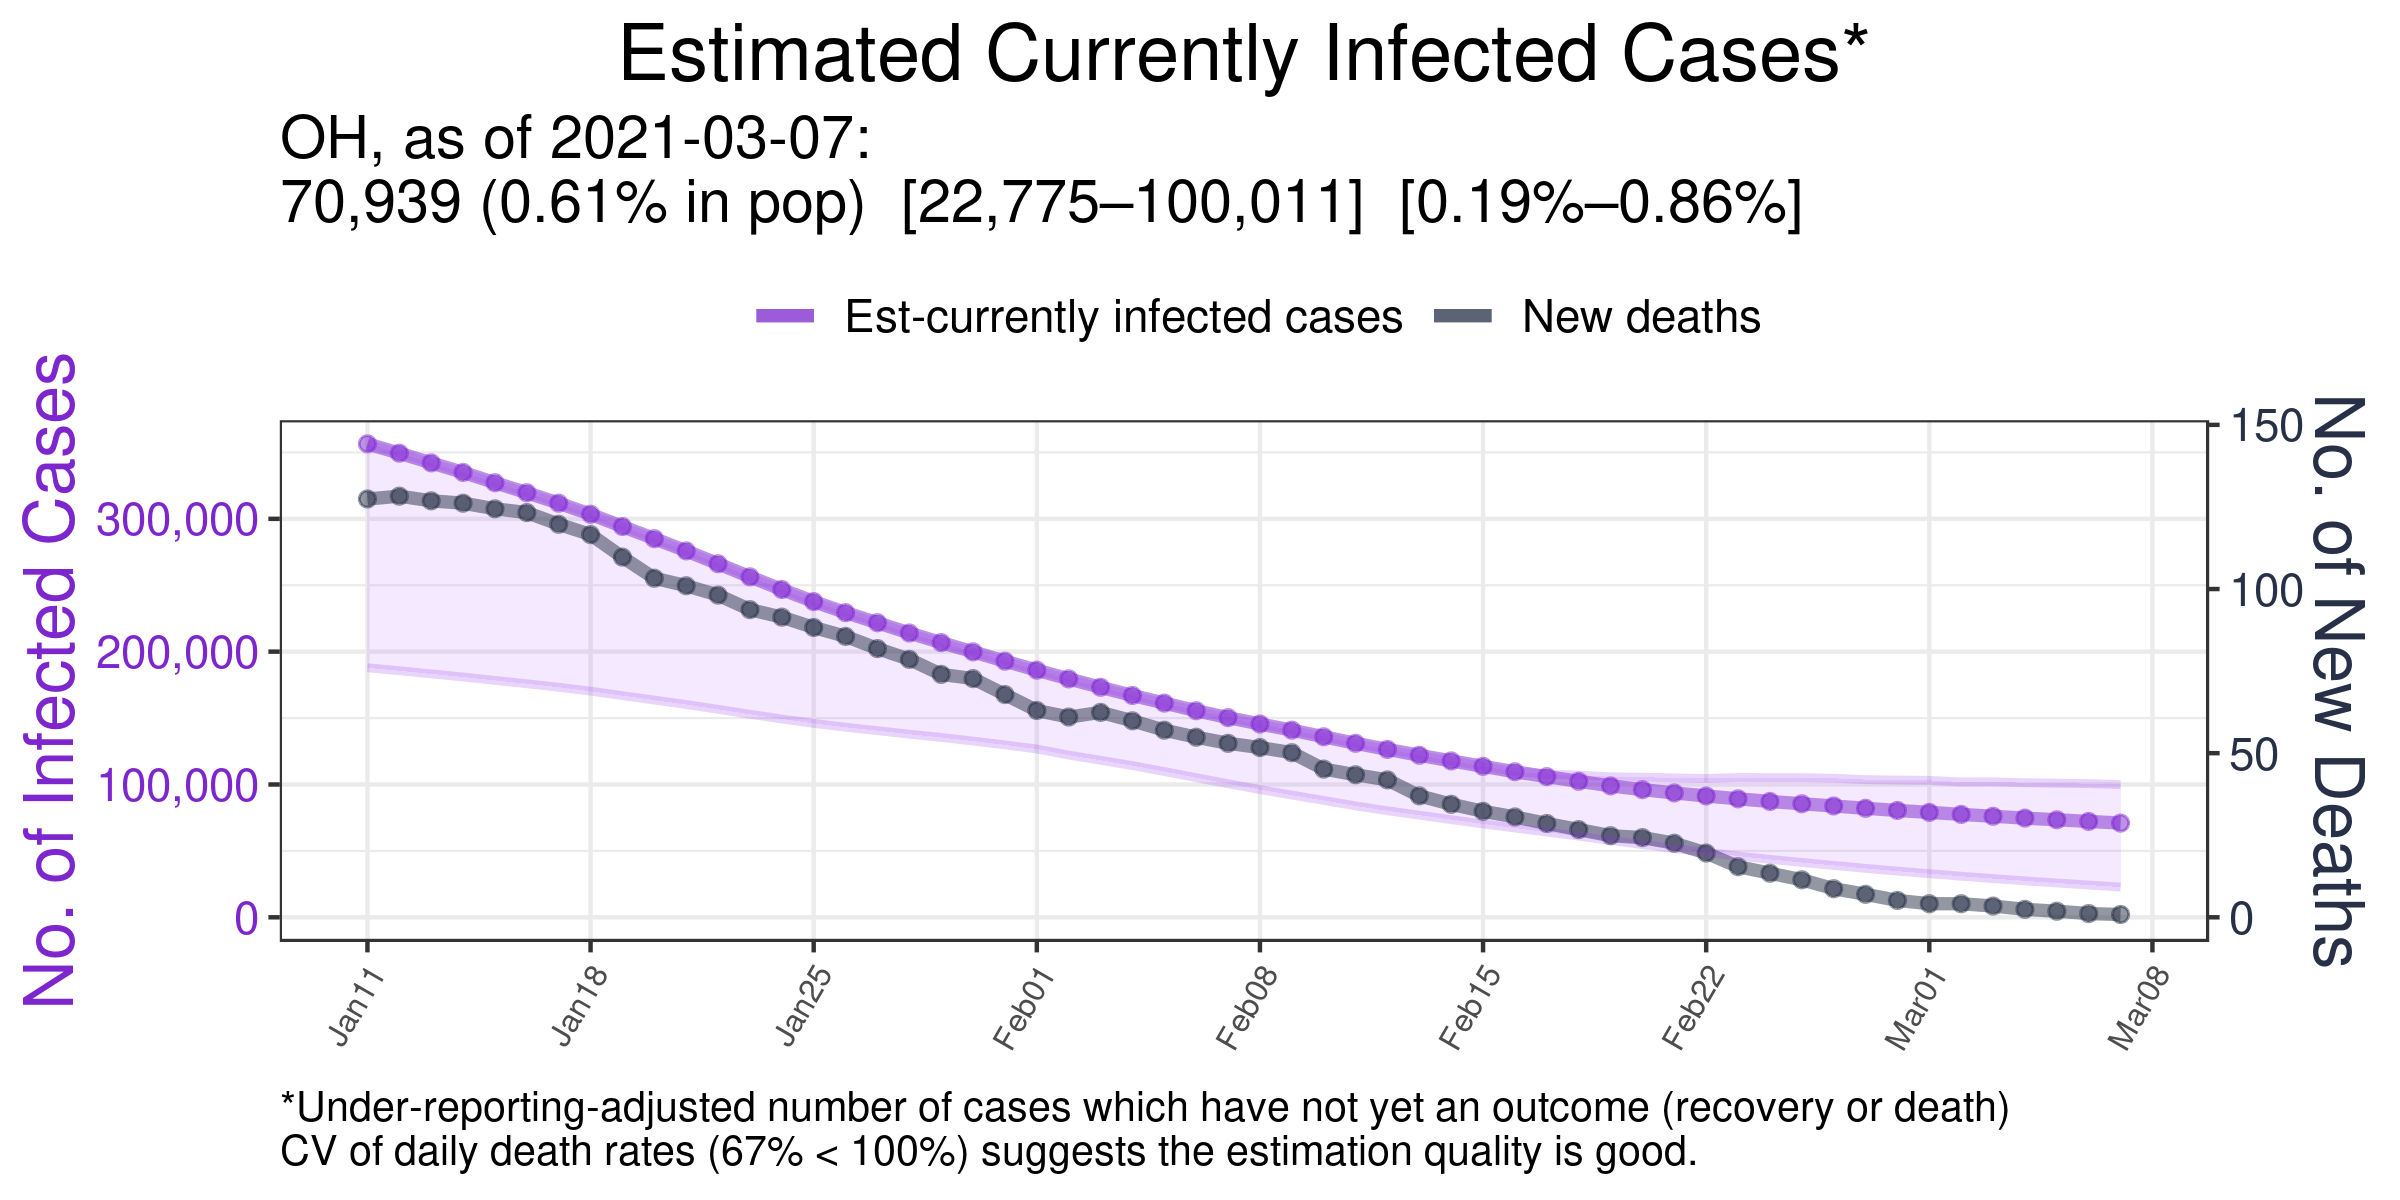 Estimated Currently Infected Cases*
OH, as of 2021-03-07:
70,939 (0.61% in pop) [22,775–100,011] [0.19%–0.86%]
Est-currently infected cases New deaths
No. of Infected Cases
300,000
200,000
100,000
0
150
100
50
0
No. of New Deaths
Jan11 Jan18 Jan25 Feb01 Feb08 Feb15 Feb22 Mar01 Mar08
*Under-reporting-adjusted number of cases which have not yet an outcome (recovery or death)
CV of daily death rates (67% < 100%) suggests the estimation quality is good.